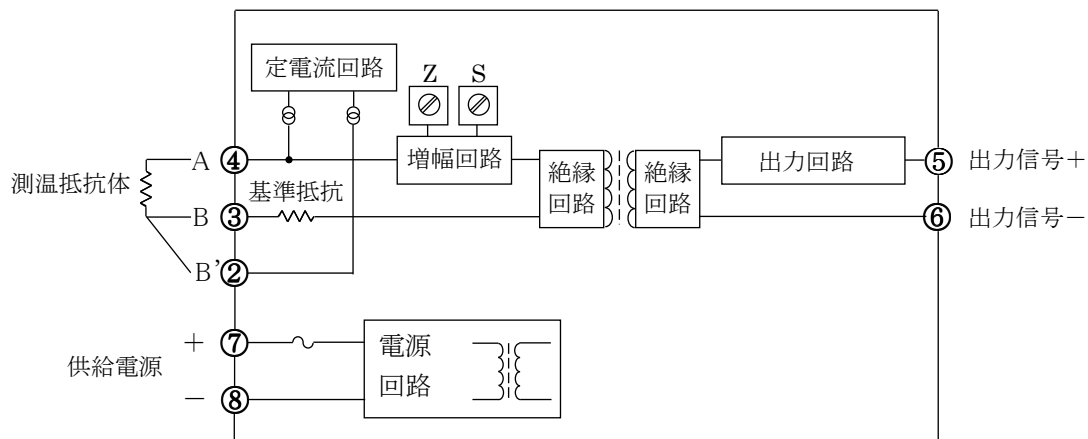 定電流回路
Z S
A ④ 増幅回路 絶縁回路 絶縁回路 出力回路 ⑤ 出力信号＋
測温抵抗体
基準抵抗
B ③ ⑥ 出力信号－
B’ ②
＋ ⑦ 電源回路
供給電源
－ ⑧